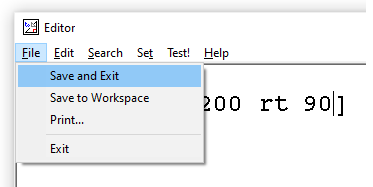 Editor
File Edit Search Set Test! Help
Save and Exit
Save to Workspace
200 rt 90]
Print...
Exit